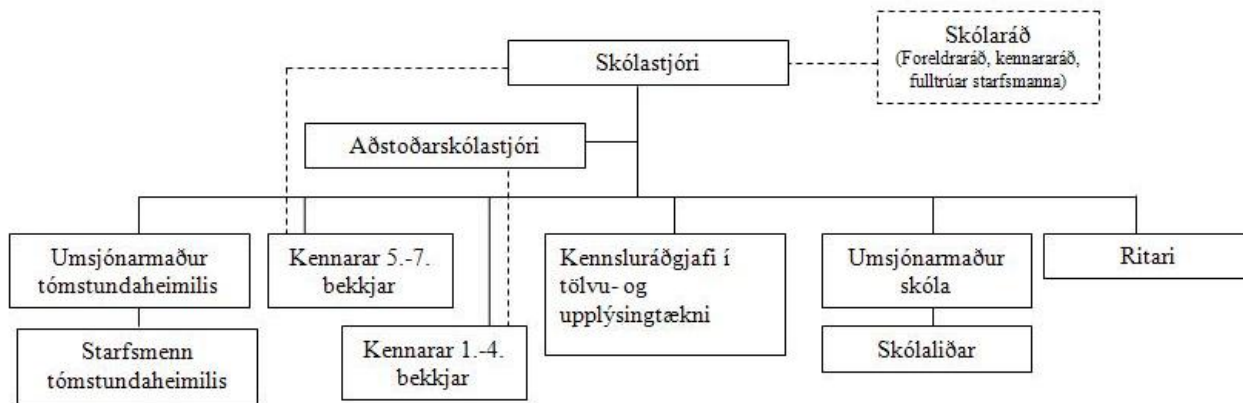 Skólastjóri
Skólaráð
(Foreldraráð, kennararáð,
fulltrúar starfsmanna)
Aðstoðarskólastjóri
Umsjónarmaður
tómstundaheimilis
Kennarar 5.-7.
bekkjar
Kennsluráðgjafi í
tölvu- og
upplýsingtækni
Umsjónarmaður
skóla
Ritari
Starfsmenn
tómstundaheimilis
Kennarar 1.-4.
bekkjar
Skólaliðar